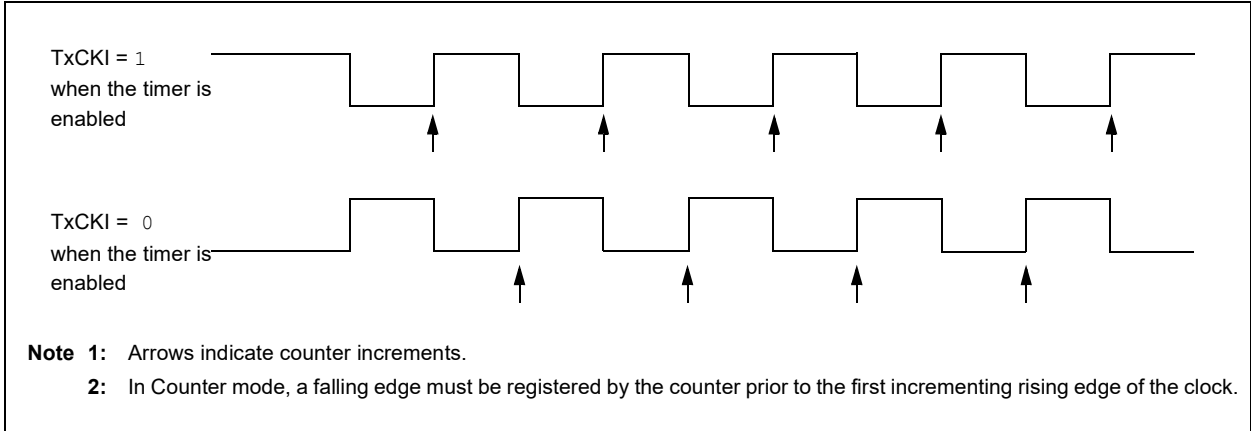 TxCKI = 1
when the timer is
enabled
TxCKI = 0
when the timer is
enabled
Note 1: Arrows indicate counter increments.
2: In Counter mode, a falling edge must be registered by the counter prior to the first incrementing rising edge of the clock.